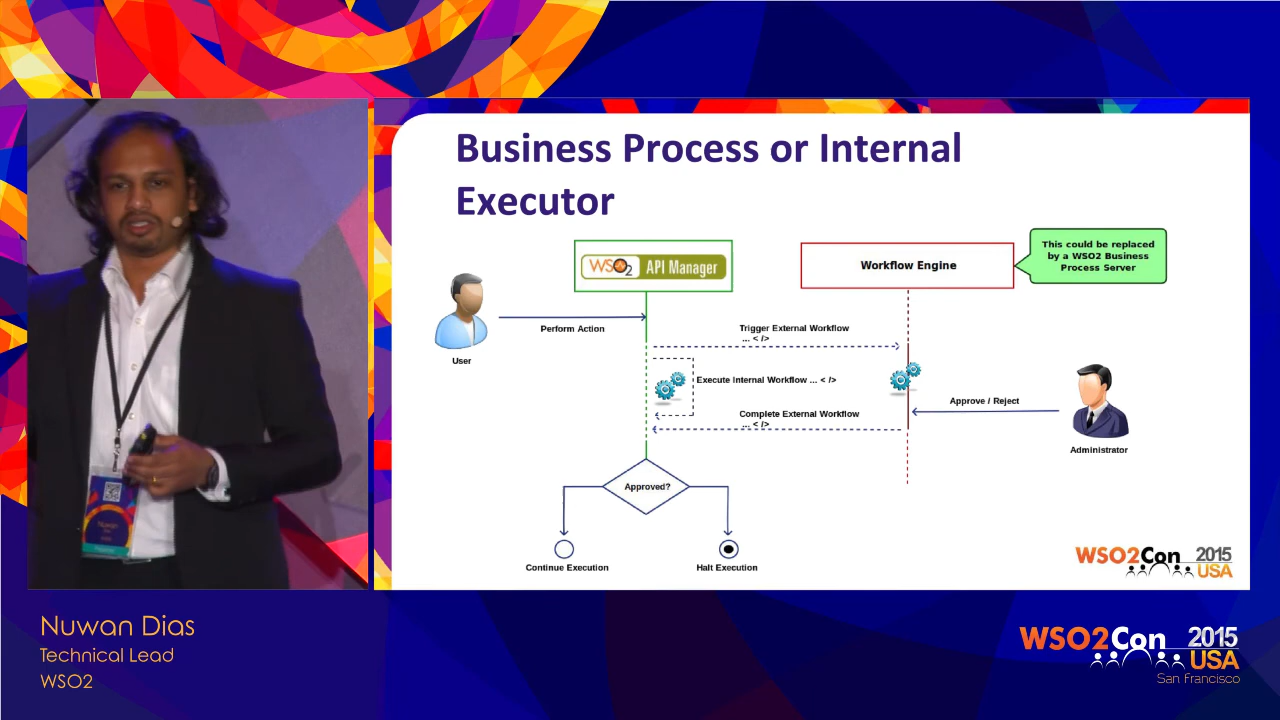 Business Process or Internal
Executor
WSO2 API Manager
Workflow Engine
This could be replaced
by a WSO2 Business
Process Server
Perform Action
User
Trigger External Workflow
... < />
Execute Internal Workflow ... < />
Complete External Workflow
... < />
Approve / Reject
Administrator
Approved?
Continue Execution
Halt Execution
WSO2Con 2015
USA
Nuwan
Nuwan Dias
Technical Lead
WSO2
WSO2Con 2015
USA
San Francisco